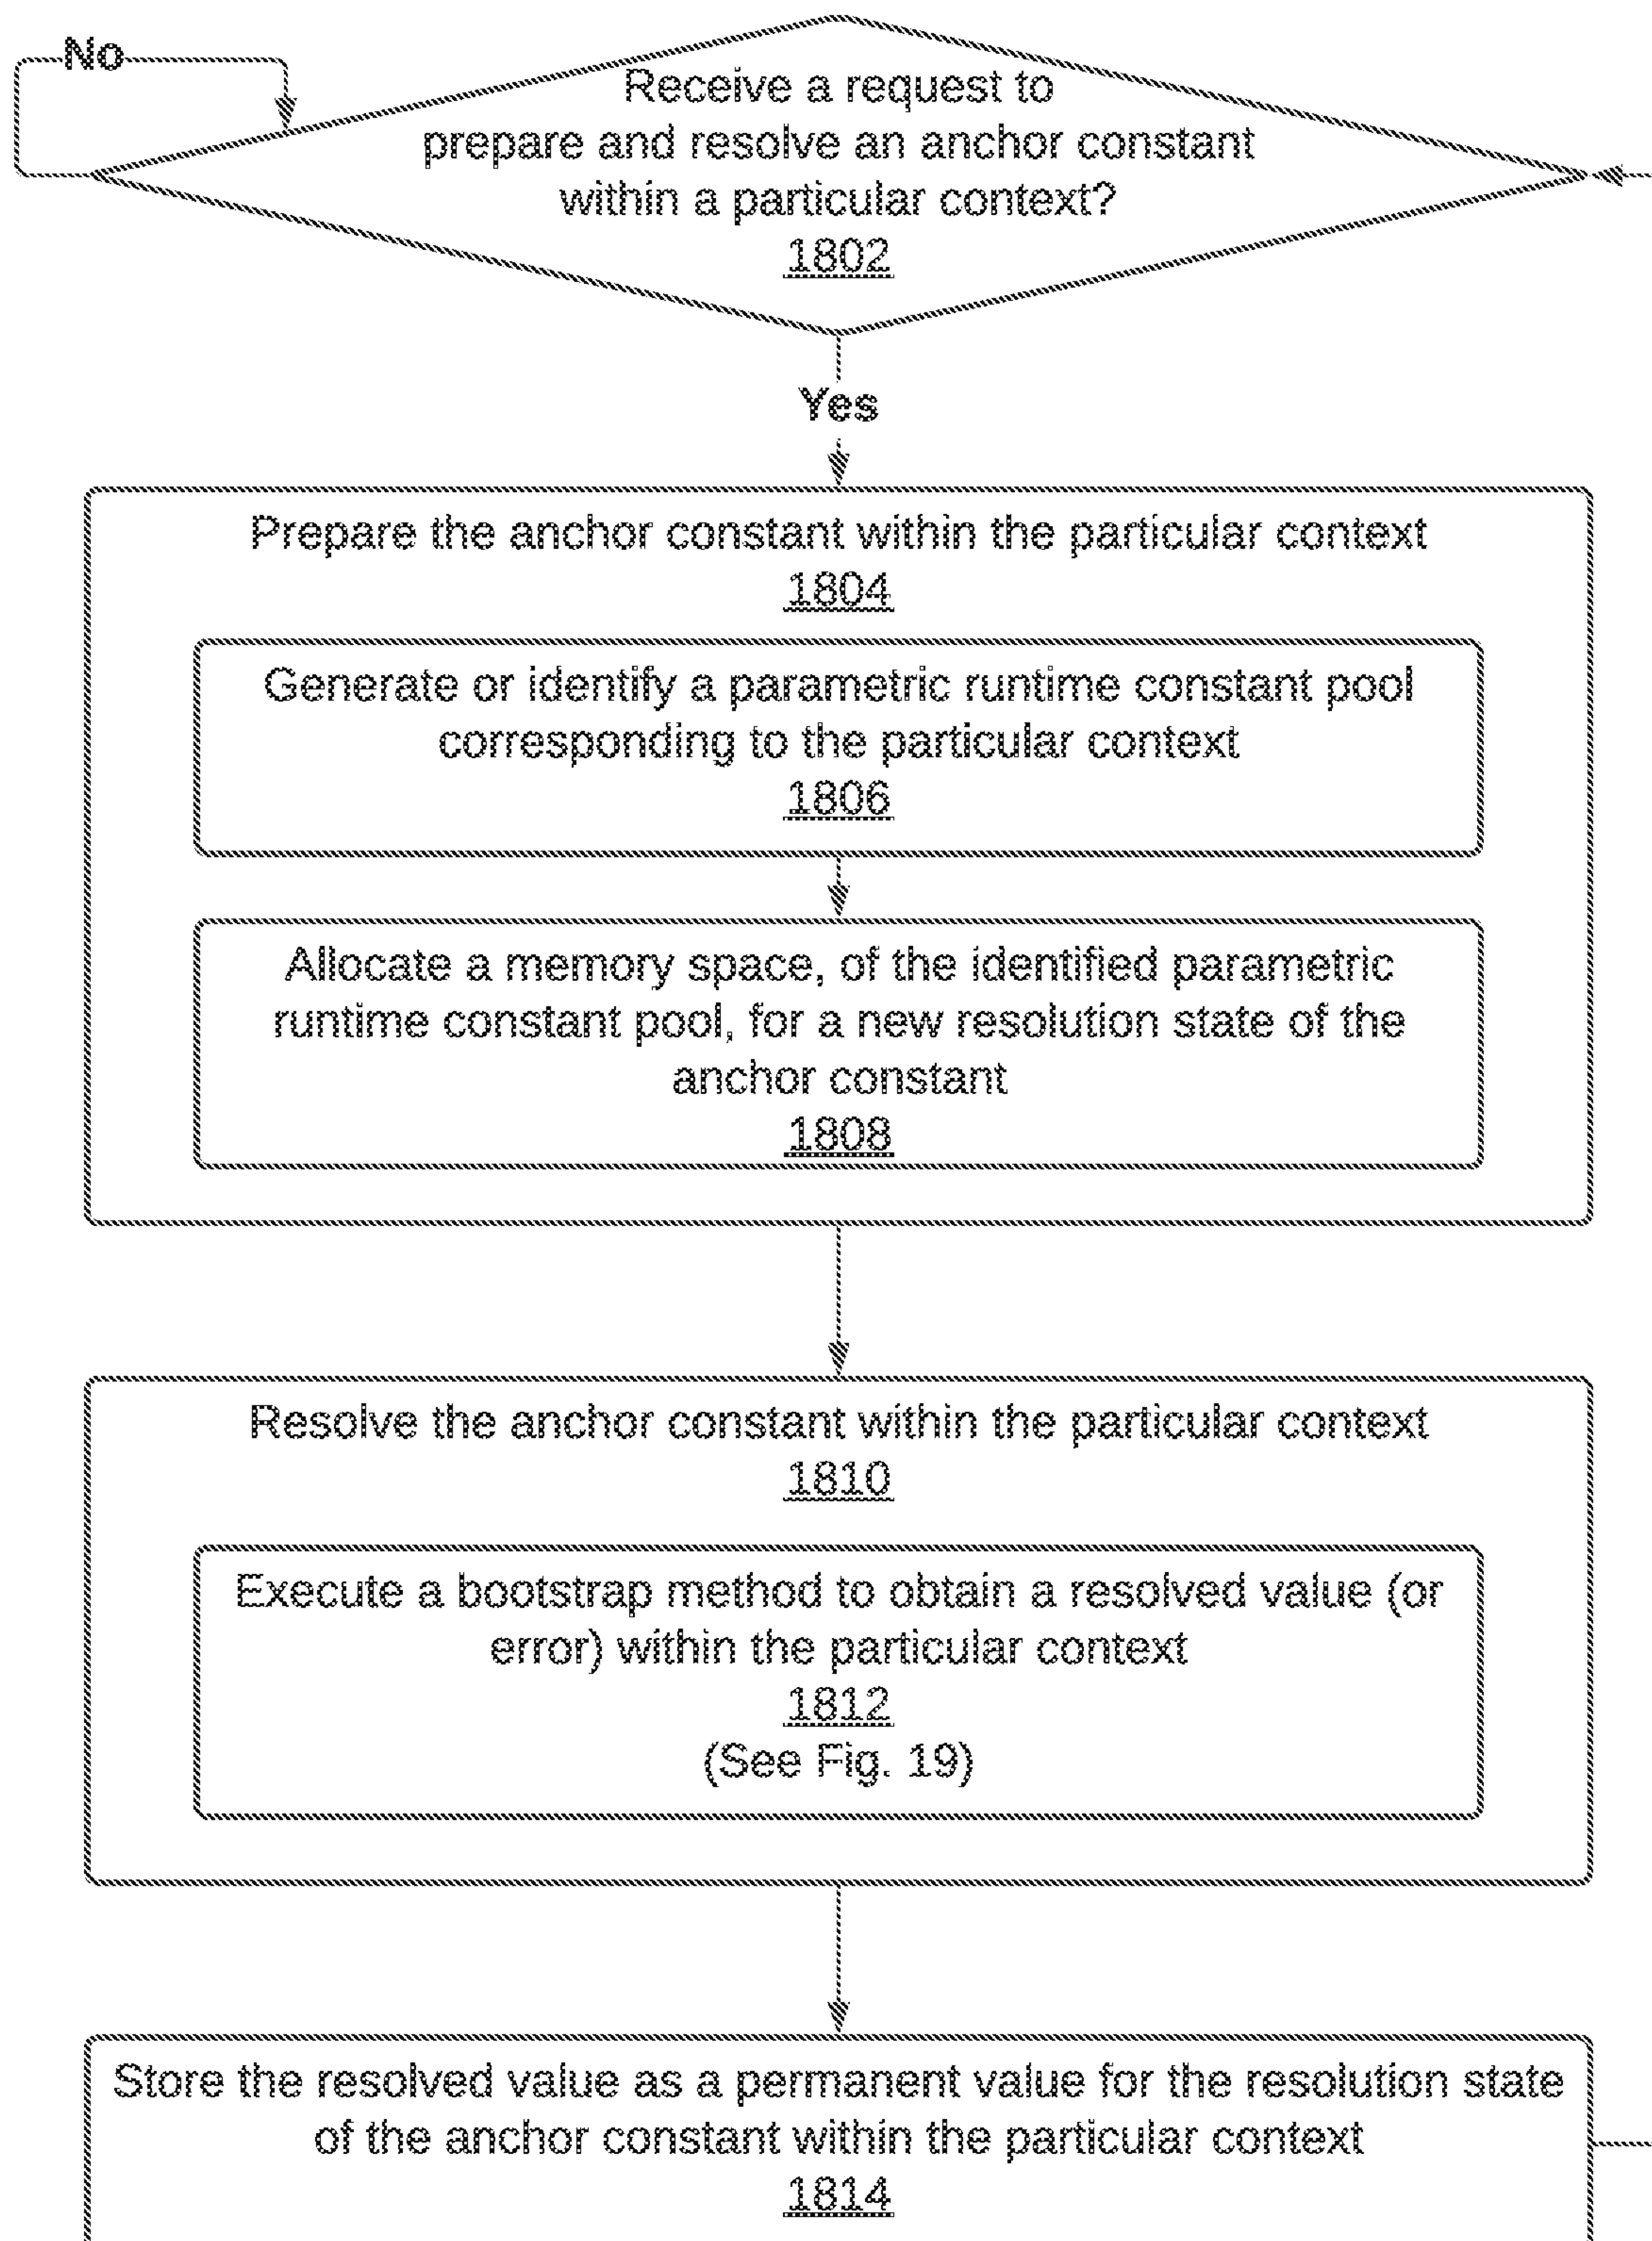 No
Receive a request to
prepare and resolve an anchor constant
within a particular context?
1802
Yes
Prepare the anchor constant within the particular context
1804
Generate or identify a parametric runtime constant pool
corresponding to the particular context
1806
Allocate a memory space, of the identified parametric
runtime constant pool, for a new resolution state of the
anchor constant
1808
Resolve the anchor constant within the particular context
1810
Execute a bootstrap method to obtain a resolved value (or
error) within the particular context
1812
(See Fig. 19)
Store the resolved value as a permanent value for the resolution state
of the anchor constant within the particular context
1814